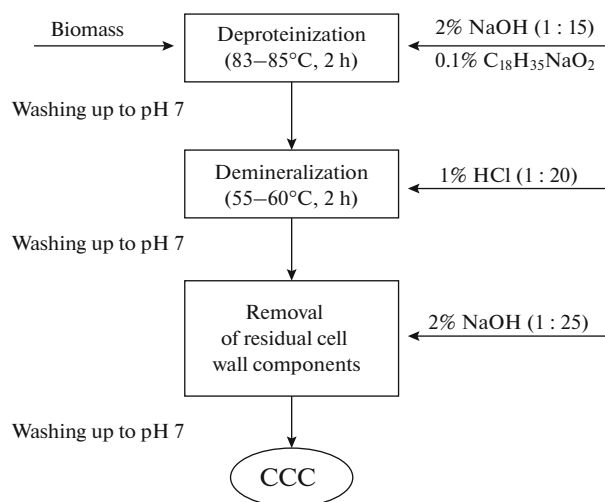 Biomass
Deproteinization
(83–85°C, 2 h)
2% NaOH (1 : 15)
0.1% C₁₈H₃₅NaO₂
Washing up to pH 7
Demineralization
(55–60°C, 2 h)
1% HCl (1 : 20)
Washing up to pH 7
Removal
of residual cell
wall components
2% NaOH (1 : 25)
Washing up to pH 7
CCC